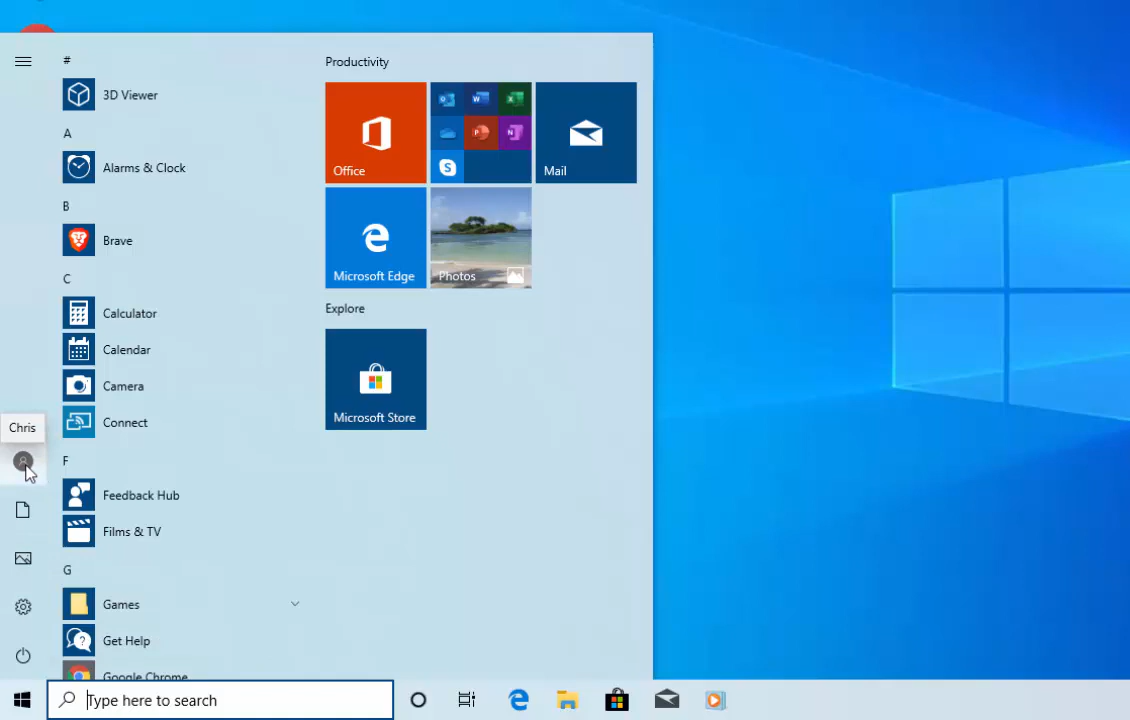 #
3D Viewer
A
Alarms & Clock
B
Brave
C
Calculator
Calendar
Camera
Connect
Chris
F
Feedback Hub
Films & TV
G
Games
Get Help
Google Chrome
Productivity
Office
Mail
Microsoft Edge
Photos
Explore
Microsoft Store
Type here to search